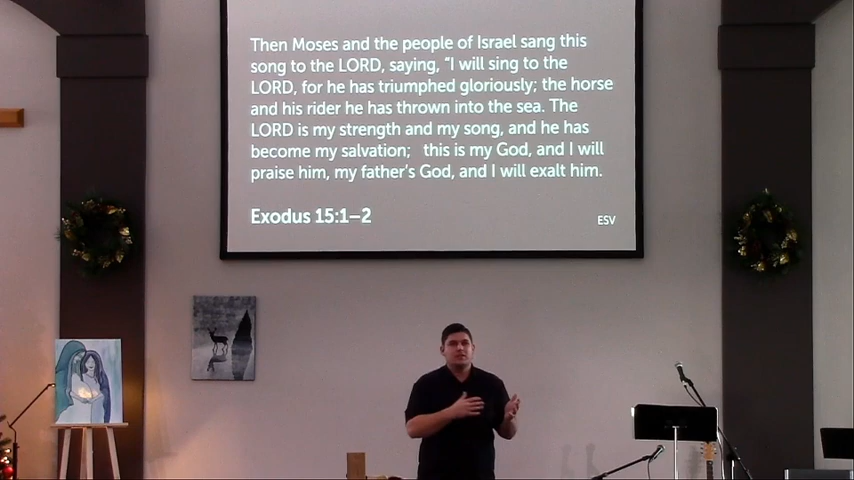 Then Moses and the people of Israel sang this
song to the LORD, saying, “I will sing to the
LORD, for he has triumphed gloriously; the horse
and his rider he has thrown into the sea. The
LORD is my strength and my song, and he has
become my salvation; this is my God, and I will
praise him, my father's God, and I will exalt him.
Exodus 15:1–2
ESV